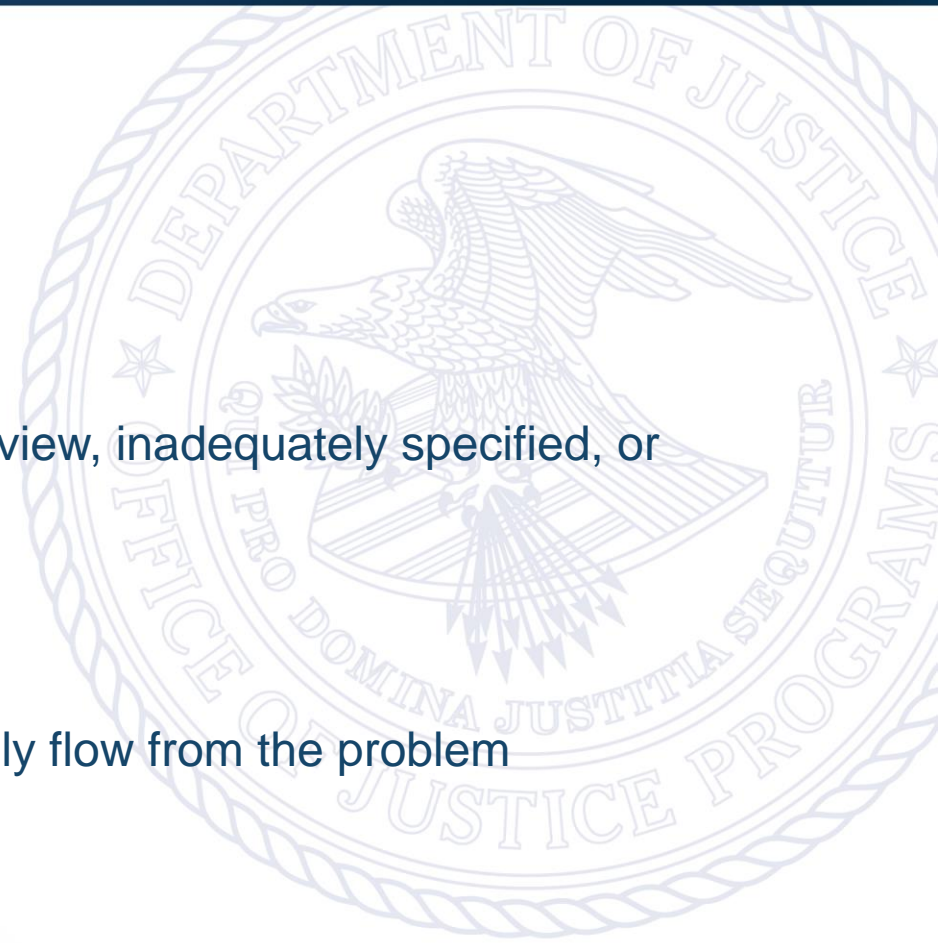 DEPARTMENT OF JUSTICE
QUI PRO DOMINA JUSTITIA SEQUITUR
OFFICE OF JUSTICE PROGRAMS
view, inadequately specified, or
ly flow from the problem